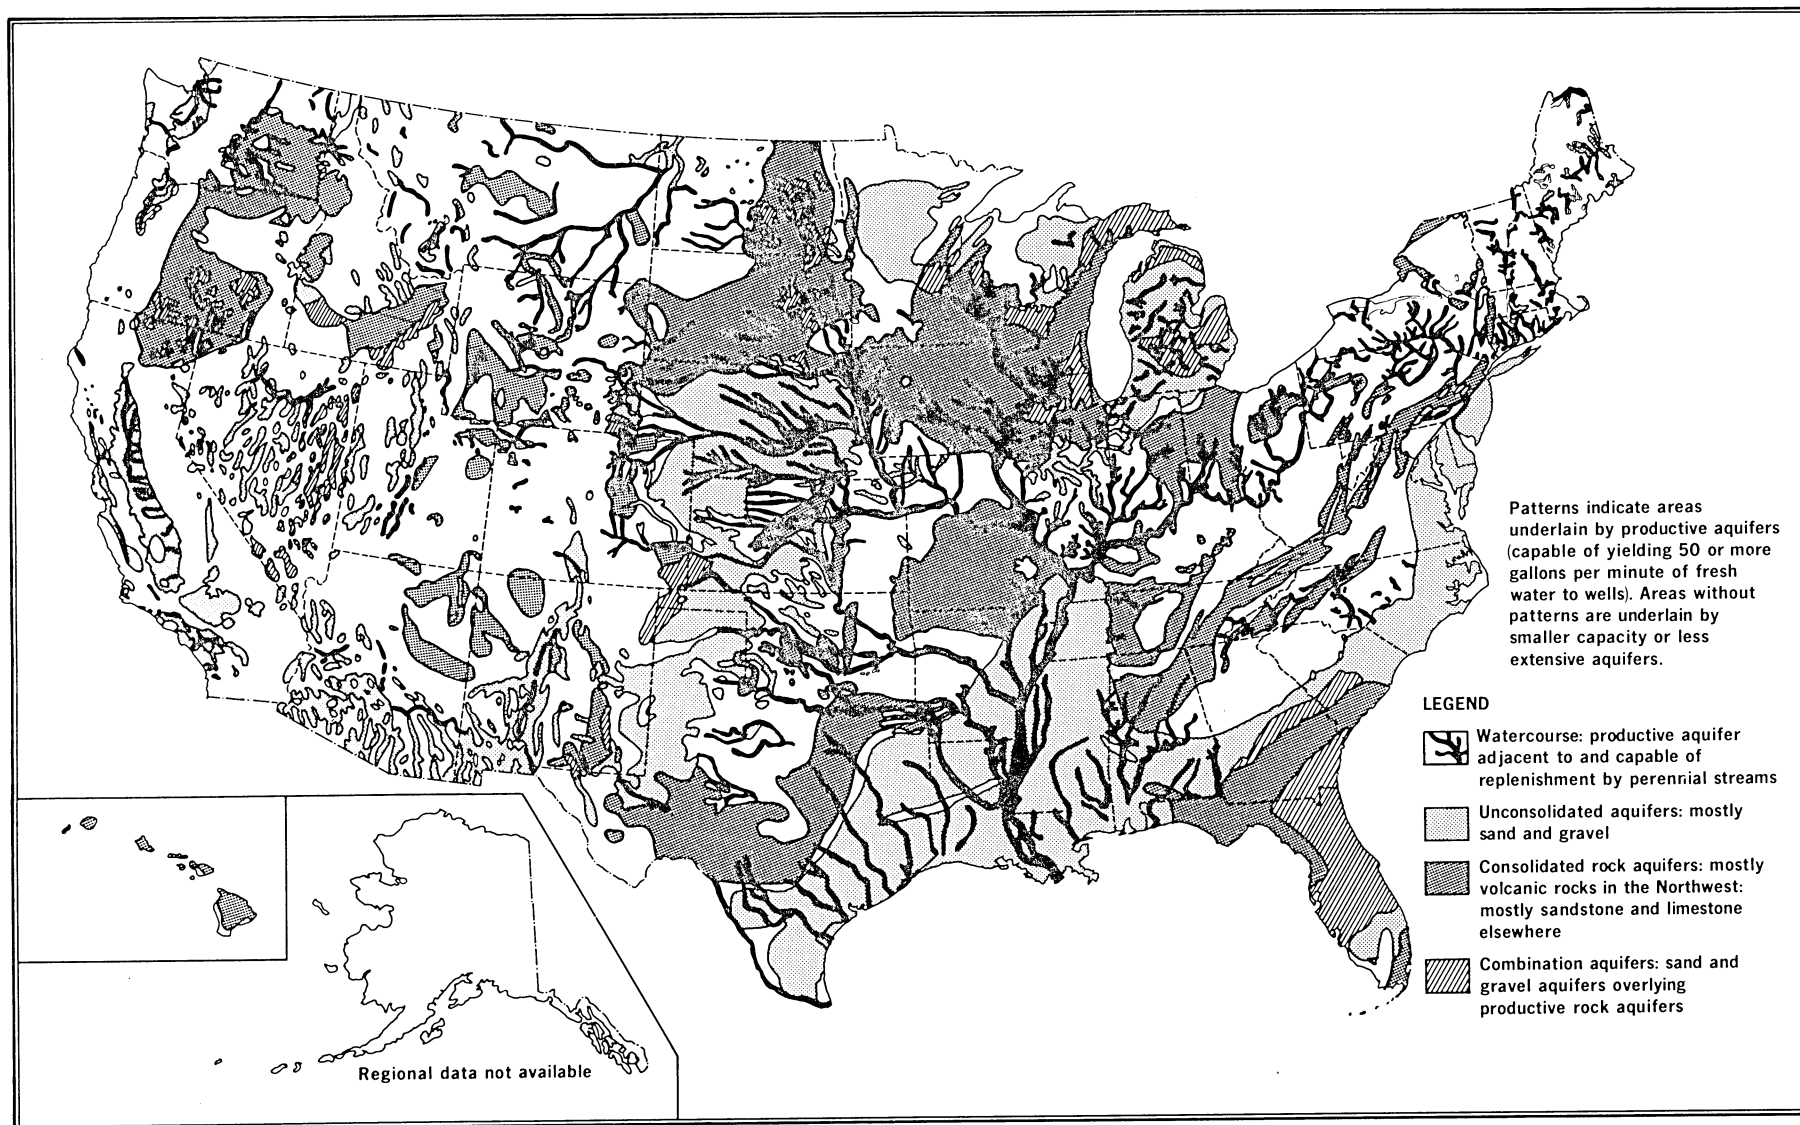 Patterns indicate areas
underlain by productive aquifers
(capable of yielding 50 or more
gallons per minute of fresh
water to wells). Areas without
patterns are underlain by
smaller capacity or less
extensive aquifers.
LEGEND
Watercourse: productive aquifer
adjacent to and capable of
replenishment by perennial streams
Unconsolidated aquifers: mostly
sand and gravel
Consolidated rock aquifers: mostly
volcanic rocks in the Northwest:
mostly sandstone and limestone
elsewhere
Combination aquifers: sand and
gravel aquifers overlying
productive rock aquifers
Regional data not available